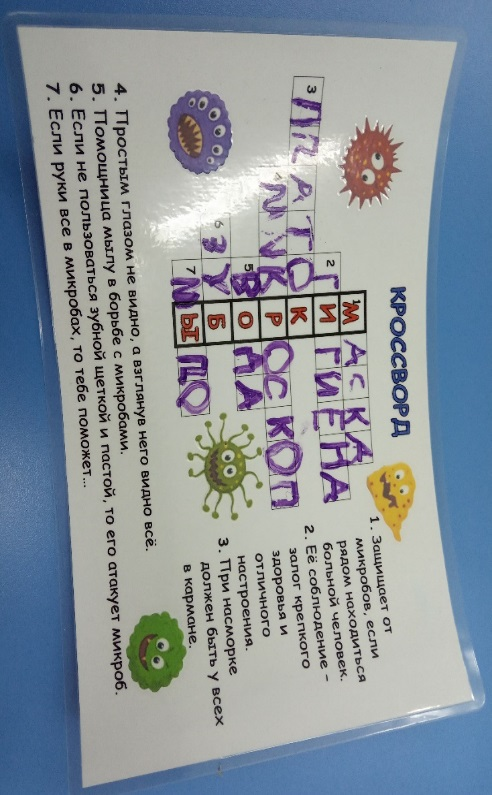 КРОССВОРД
1 МАСКА
2 ГИГИЕНА
3 ПЛАТОК
4 МИКРОСКОП
5 ВОДА
6 ЗУБ
7 МЫЛО
1. Защищает от
микробов, если
рядом находиться
больной человек.
2. Её соблюдение –
залог крепкого
здоровья и
отличного
настроения.
3. При насморке
должен быть у всех
в кармане.
4. Простым глазом не видно, а взглянув него видно всё.
5. Помощница мылу в борьбе с микробами.
6. Если не пользоваться зубной щеткой и пастой, то его атакует микроб.
7. Если руки все в микробах, то тебе поможет...